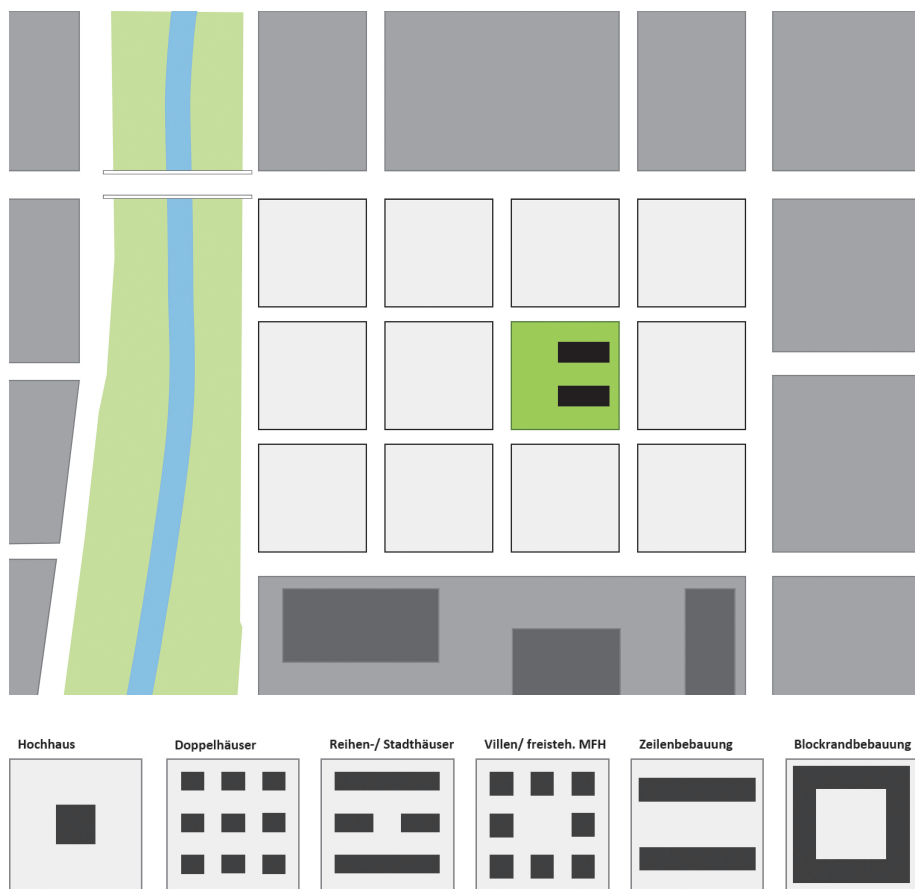 Hochhaus
Doppelhäuser
Reihen-/ Stadthäuser
Villen/ freisteh. MFH
Zeilenbebauung
Blockrandbebauung